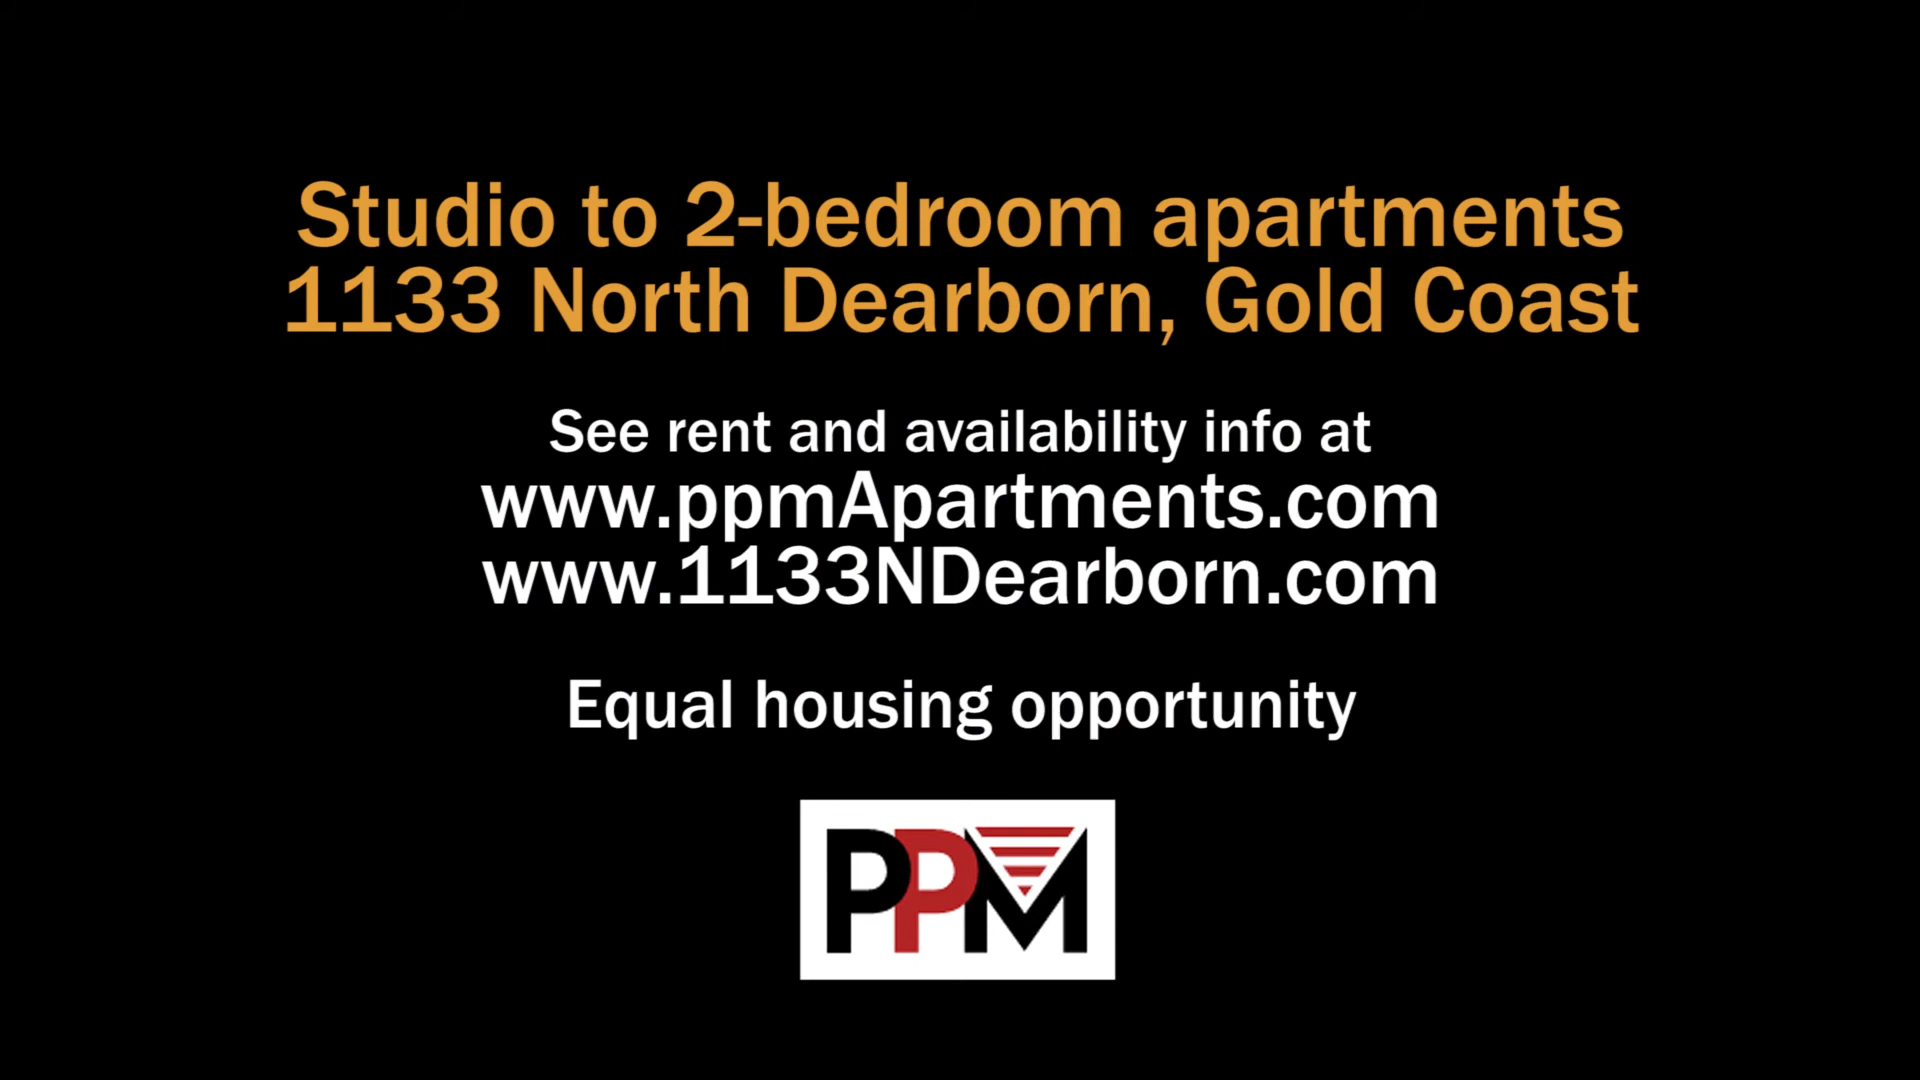 Studio to 2-bedroom apartments
1133 North Dearborn, Gold Coast
See rent and availability info at
www.ppmApartments.com
www.1133NDearborn.com
Equal housing opportunity
PPM